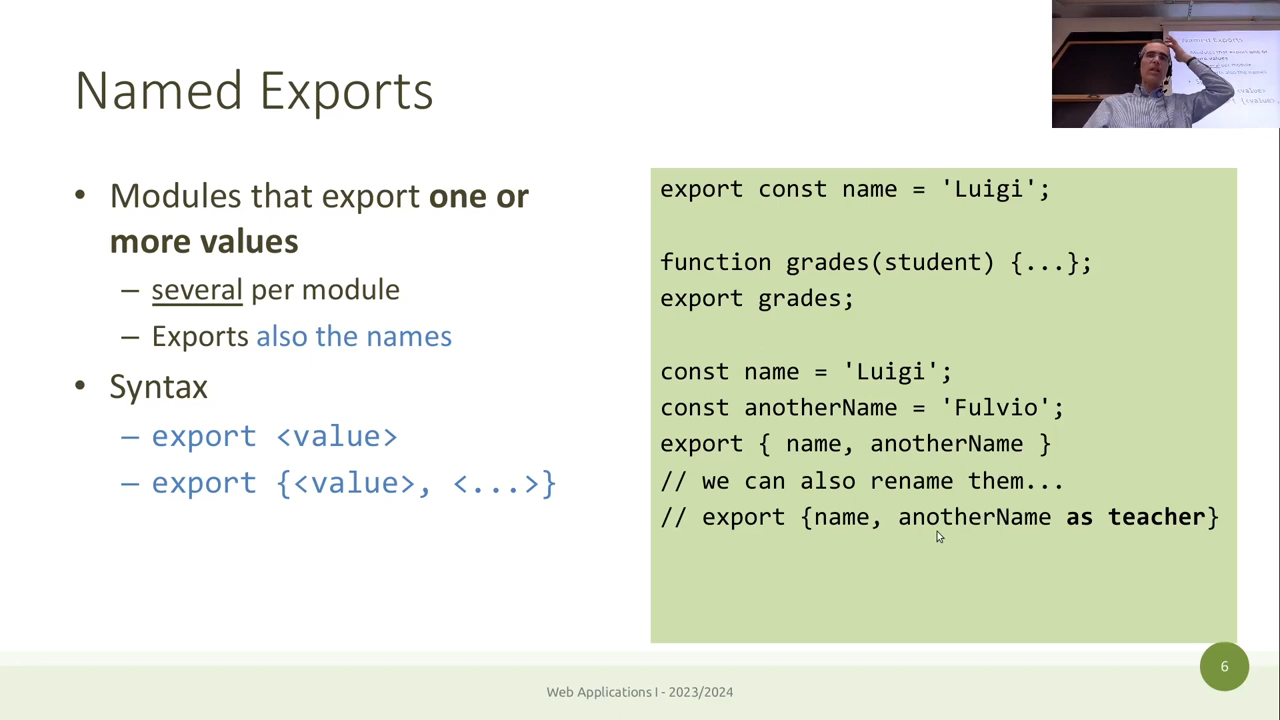 Named Exports
• Modules that export one or
more values
– several per module
– Exports also the names
• Syntax
– export <value>
– export {<value>, <...>}
export const name = 'Luigi';
function grades(student) {...};
export grades;
const name = 'Luigi';
const anotherName = 'Fulvio';
export { name, anotherName }
// we can also rename them...
// export {name, anotherName as teacher}
Web Applications I - 2023/2024
6
Named Exports